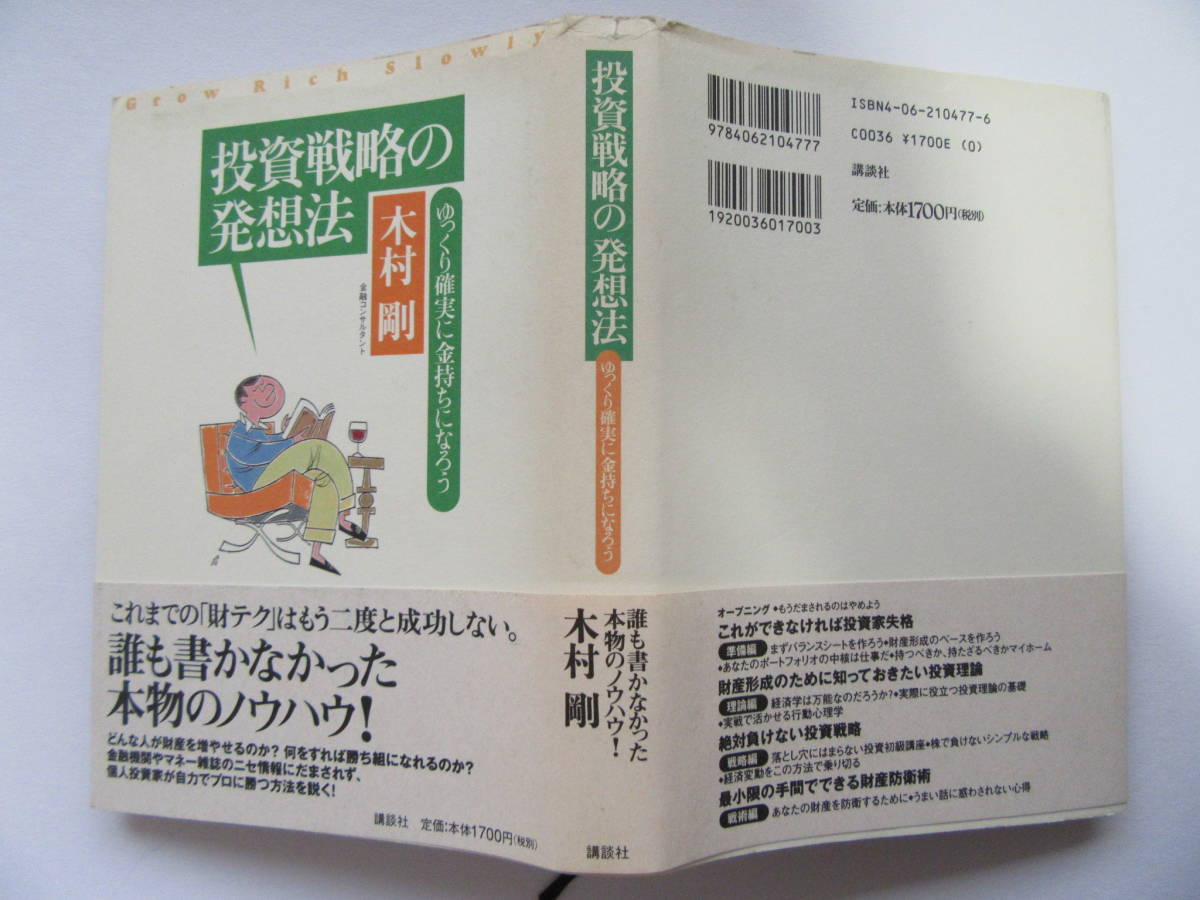 Grow Rich Slowly
投資戦略の
発想法
ゆっくり確実に金持ちになろう
木村 剛
金融コンサルタント
これまでの「財テク」はもう二度と成功しない。
誰も書かなかった
本物のノウハウ!
どんな人が財産を増やせるのか? 何をすれば勝ち組になれるのか?
金融機関やマネー雑誌のニセ情報にだまされず、
個人投資家が自力でプロに勝つ方法を説く!
講談社 定価:本体1700円(税別)
投資戦略の発想法
ゆっくり確実に金持ちになろう
誰も書かなかった
本物のノウハウ!
木村 剛
講談社
9784062104777
1920036017003
ISBN4-06-210477-6
C0036 ¥1700E (0)
講談社
定価:本体1700円(税別)
オープニング◆もうだまされるのはやめよう
これができなければ投資家失格
準備編 まずバランスシートを作ろう◆財産形成のベースを作ろう
◆あなたのポートフォリオの中核は仕事だ◆持つべきか、持たざるべきかマイホーム
財産形成のために知っておきたい投資理論
理論編 経済学は万能なのだろうか?◆実際に役立つ投資理論の基礎
◆実戦で活かせる行動心理学
絶対負けない投資戦略
戦略編 落とし穴にはまらない投資初級講座◆株で負けないシンプルな戦略
◆経済変動をこの方法で乗り切る
最小限の手間でできる財産防衛術
戦術編 あなたの財産を防衛するために◆うまい話に惑わされない心得